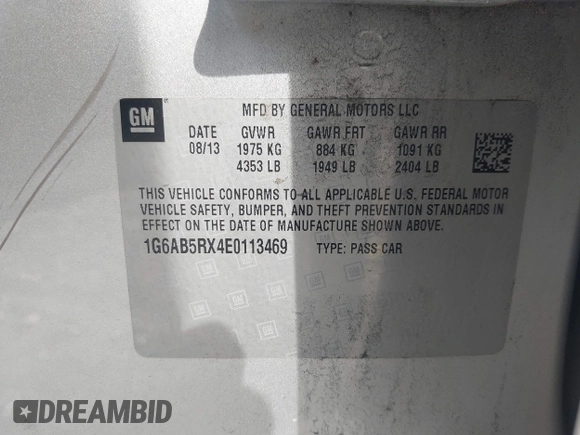 GM
MFD BY GENERAL MOTORS LLC
DATE GVWR GAWR FRT GAWR RR
08/13 1975 KG 884 KG 1091 KG
4353 LB 1949 LB 2404 LB
THIS VEHICLE CONFORMS TO ALL APPLICABLE U.S. FEDERAL MOTOR
VEHICLE SAFETY, BUMPER, AND THEFT PREVENTION STANDARDS IN
EFFECT ON THE DATE OF MANUFACTURE SHOWN ABOVE.
1G6AB5RX4E0113469 TYPE: PASS CAR
DREAMBID